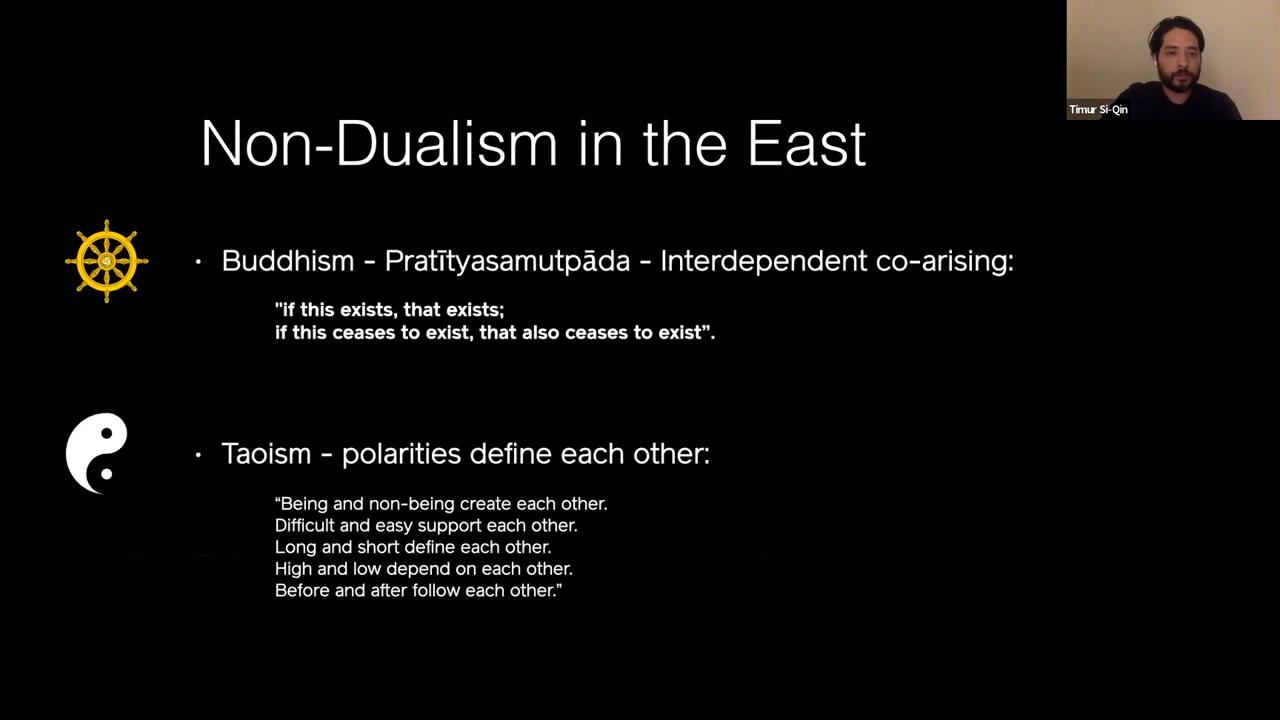 Timur Si-Qin
Non-Dualism in the East
• Buddhism - Pratītyasamutpāda - Interdependent co-arising:
"if this exists, that exists;
if this ceases to exist, that also ceases to exist”.
• Taoism - polarities define each other:
“Being and non-being create each other.
Difficult and easy support each other.
Long and short define each other.
High and low depend on each other.
Before and after follow each other.”